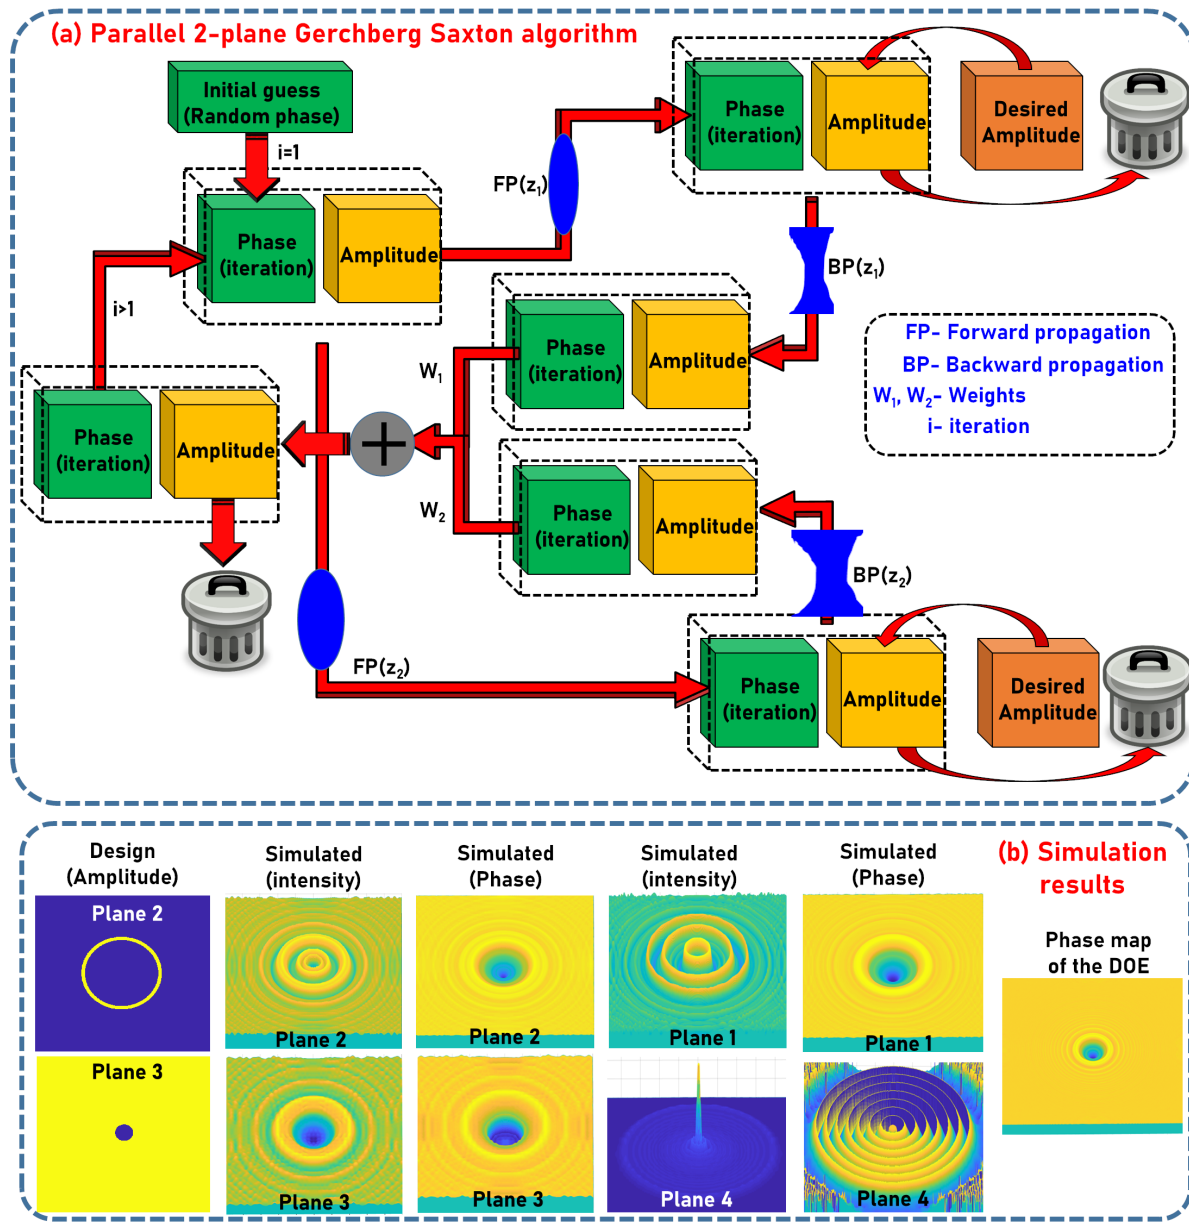 (a) Parallel 2-plane Gerchberg Saxton algorithm
Initial guess
(Random phase)
i=1
Phase
(iteration)
Amplitude
FP(z₁)
Phase
(iteration)
Amplitude
Desired
Amplitude
BP(z₁)
i>1
Phase
(iteration)
Amplitude
W₁
FP- Forward propagation
BP- Backward propagation
W₁, W₂- Weights
i- iteration
Phase
(iteration)
Amplitude
+
W₂
Phase
(iteration)
Amplitude
BP(z₂)
FP(z₂)
Phase
(iteration)
Amplitude
Desired
Amplitude
(b) Simulation
results
Design
(Amplitude)
Simulated
(intensity)
Simulated
(Phase)
Simulated
(intensity)
Simulated
(Phase)
Plane 2
Plane 2
Plane 2
Plane 1
Plane 1
Phase map
of the DOE
Plane 3
Plane 3
Plane 3
Plane 4
Plane 4